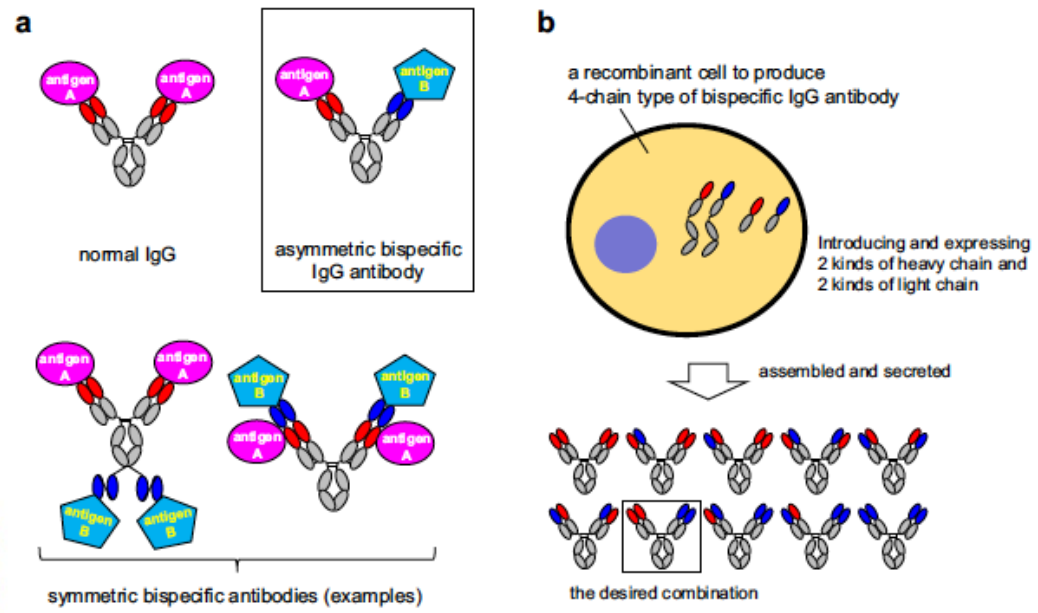 a
antigen
A
antigen
A
normal IgG
antigen
A
antigen
B
asymmetric bispecific
IgG antibody
antigen
A
antigen
A
antigen
B
antigen
B
antigen
B
antigen
B
antigen
A
antigen
A
symmetric bispecific antibodies (examples)
b
a recombinant cell to produce
4-chain type of bispecific IgG antibody
Introducing and expressing
2 kinds of heavy chain and
2 kinds of light chain
assembled and secreted
the desired combination